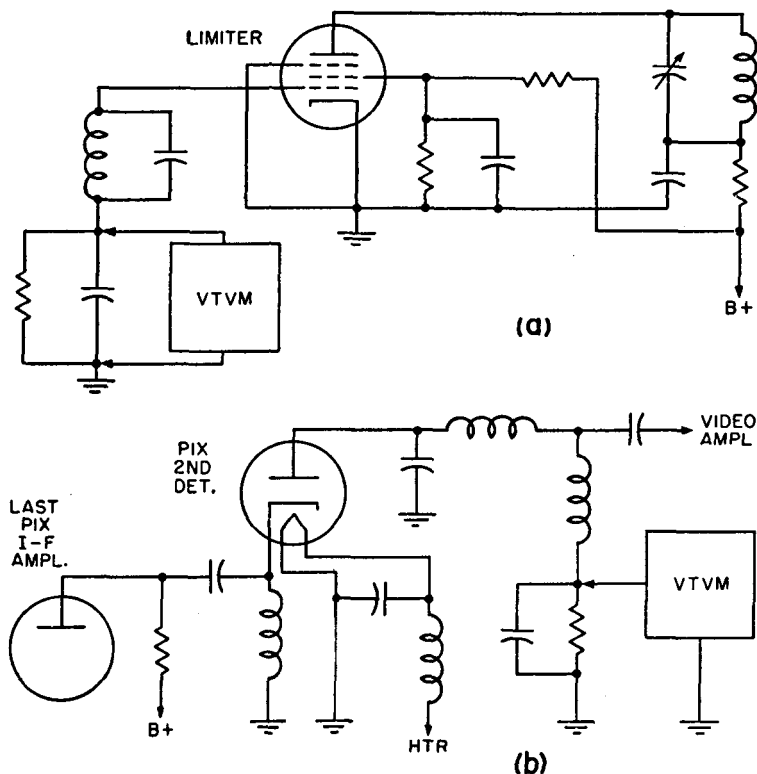 LIMITER
VTVM
B+
(a)
PIX
2ND
DET.
VIDEO
AMPL
LAST
PIX
I-F
AMPL.
VTVM
B+
HTR
(b)